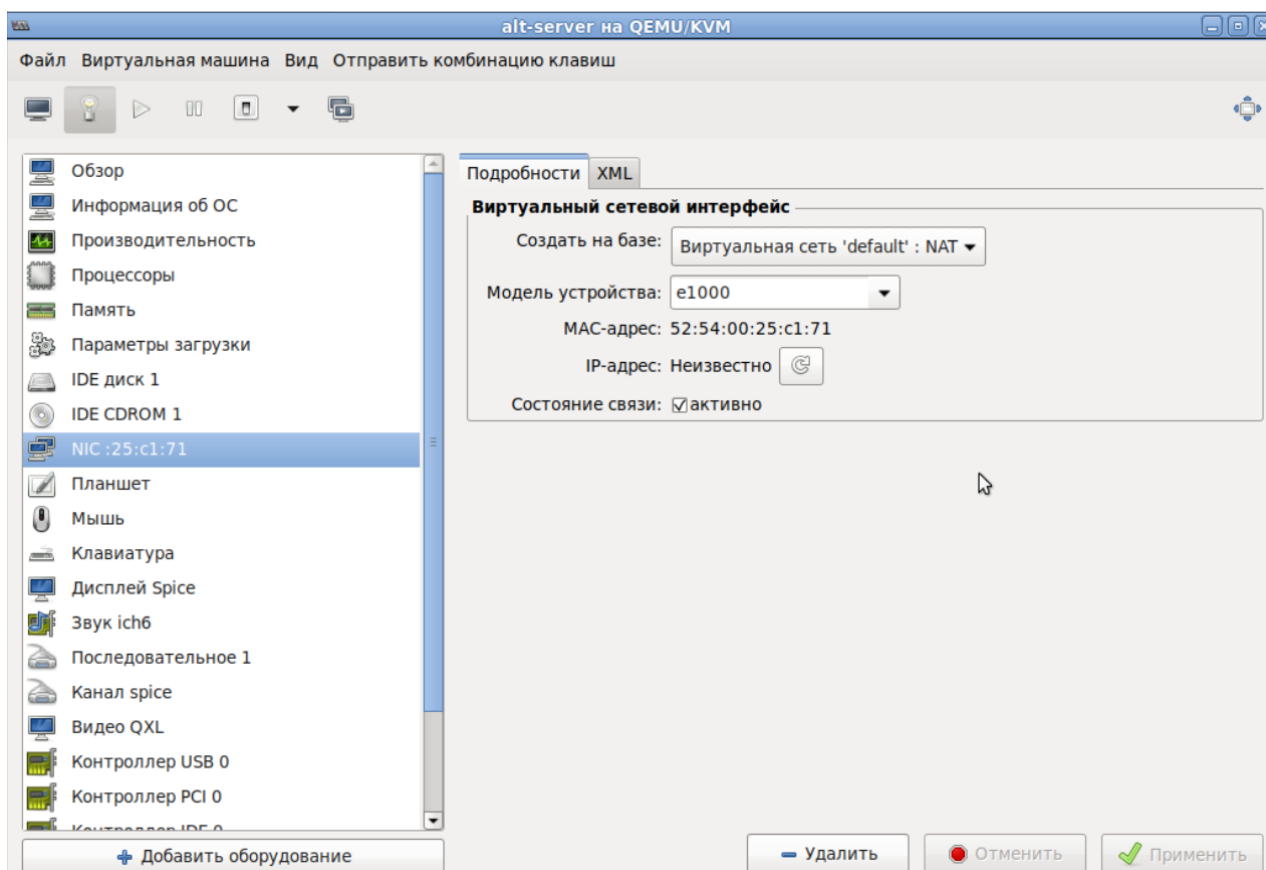 alt-server на QEMU/KVM
Файл Виртуальная машина Вид Отправить комбинацию клавиш
Обзор
Информация об ОС
Производительность
Процессоры
Память
Параметры загрузки
IDE диск 1
IDE CDROM 1
NIC :25:c1:71
Планшет
Мышь
Клавиатура
Дисплей Spice
Звук ich6
Последовательное 1
Канал spice
Видео QXL
Контроллер USB 0
Контроллер PCI 0
Контроллер IDE 0
Добавить оборудование
Подробности XML
Виртуальный сетевой интерфейс
Создать на базе: Виртуальная сеть 'default' : NAT
Модель устройства: e1000
MAC-адрес: 52:54:00:25:c1:71
IP-адрес: Неизвестно
Состояние связи: активно
Удалить Отменить Применить